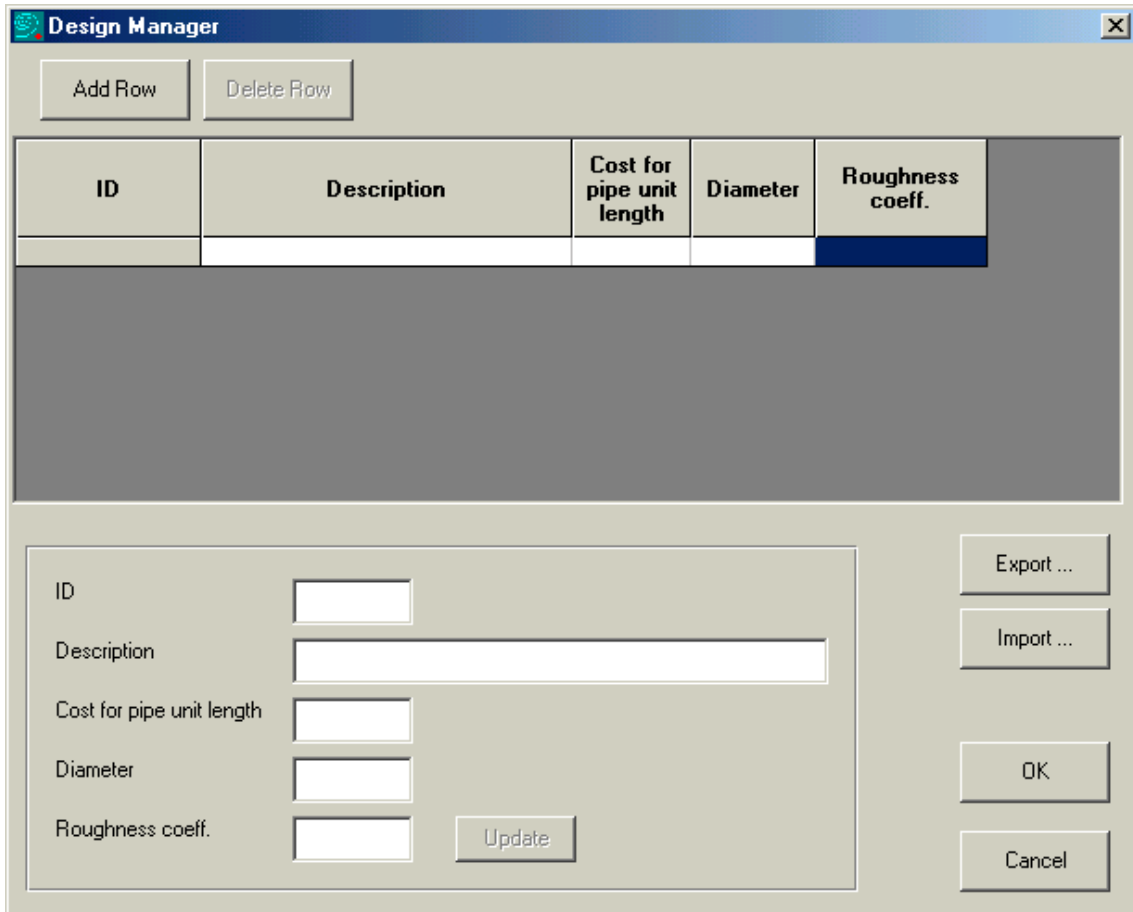 Design Manager
Add Row
Delete Row
ID
Description
Cost for
pipe unit
length
Diameter
Roughness
coeff.
ID
Description
Cost for pipe unit length
Diameter
Roughness coeff.
Update
Export ...
Import ...
OK
Cancel